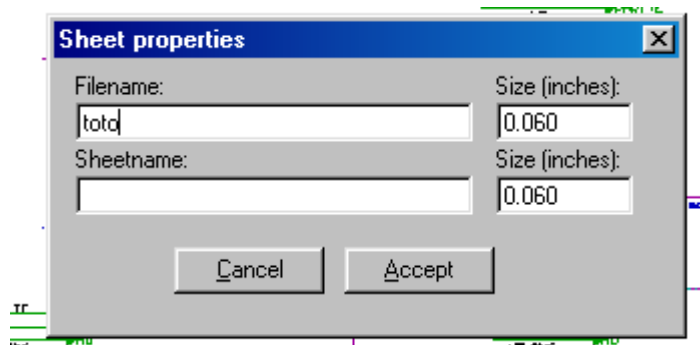 Sheet properties
Filename: Size (inches):
toto 0.060
Sheetname: Size (inches):
0.060
Cancel Accept